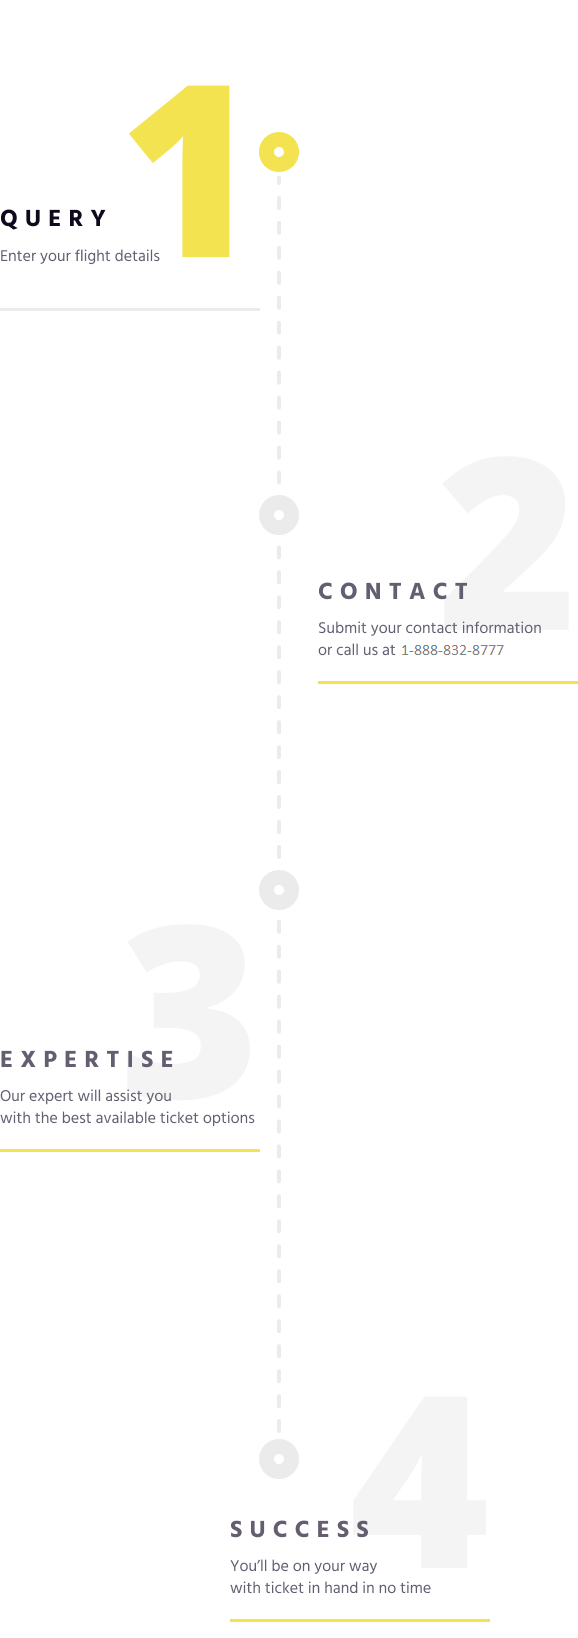 1
QUERY
Enter your flight details
2
CONTACT
Submit your contact information
or call us at 1-888-832-8777
3
EXPERTISE
Our expert will assist you
with the best available ticket options
4
SUCCESS
You’ll be on your way
with ticket in hand in no time